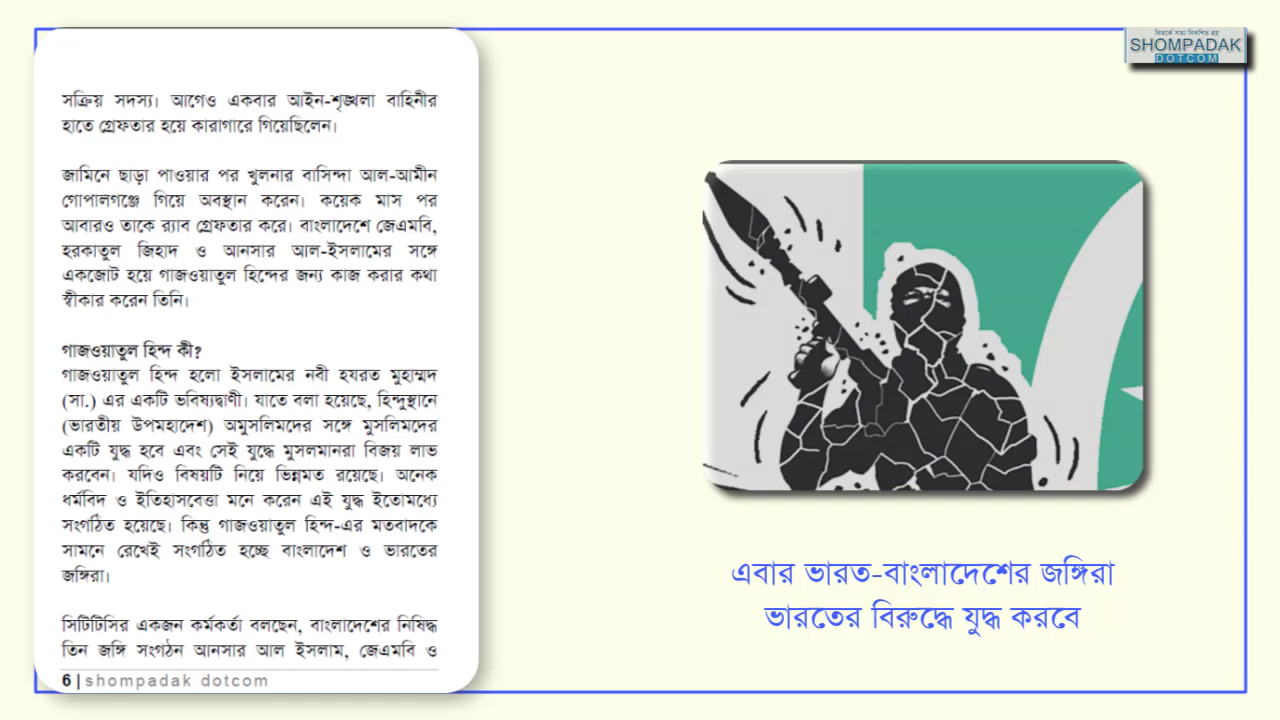 সক্রিয় সদস্য। আগেও একবার আইন-শৃঙ্খলা বাহিনীর
হাতে গ্রেফতার হয়ে কারাগারে গিয়েছিলেন।
জামিনে ছাড়া পাওয়ার পর খুলনার বাসিন্দা আল-আমীন
গোপালগঞ্জে গিয়ে অবস্থান করেন। কয়েক মাস পর
আবারও তাকে র‍্যাব গ্রেফতার করে। বাংলাদেশে জেএমবি,
হরকাতুল জিহাদ ও আনসার আল-ইসলামের সঙ্গে
একজোট হয়ে গাজওয়াতুল হিন্দের জন্য কাজ করার কথা
স্বীকার করেন তিনি।
গাজওয়াতুল হিন্দ কী?
গাজওয়াতুল হিন্দ হলো ইসলামের নবী হযরত মুহাম্মদ
(সা.) এর একটি ভবিষ্যদ্বাণী। যাতে বলা হয়েছে, হিন্দুস্থানে
(ভারতীয় উপমহাদেশ) অমুসলিমদের সঙ্গে মুসলিমদের
একটি যুদ্ধ হবে এবং সেই যুদ্ধে মুসলমানরা বিজয় লাভ
করবেন। যদিও বিষয়টি নিয়ে ভিন্নমত রয়েছে। অনেক
ধর্মবিদ ও ইতিহাসবেত্তা মনে করেন এই যুদ্ধ ইতোমধ্যে
সংগঠিত হয়েছে। কিন্তু গাজওয়াতুল হিন্দ-এর মতবাদকে
সামনে রেখেই সংগঠিত হচ্ছে বাংলাদেশ ও ভারতের
জঙ্গিরা।
সিটিটিসির একজন কর্মকর্তা বলছেন, বাংলাদেশের নিষিদ্ধ
তিন জঙ্গি সংগঠন আনসার আল ইসলাম, জেএমবি ও
6 | shompadak dotcom
বিতর্কে সত্য বিকশিত হয়
SHOMPADAK
DOTCOM
এবার ভারত-বাংলাদেশের জঙ্গিরা
ভারতের বিরুদ্ধে যুদ্ধ করবে